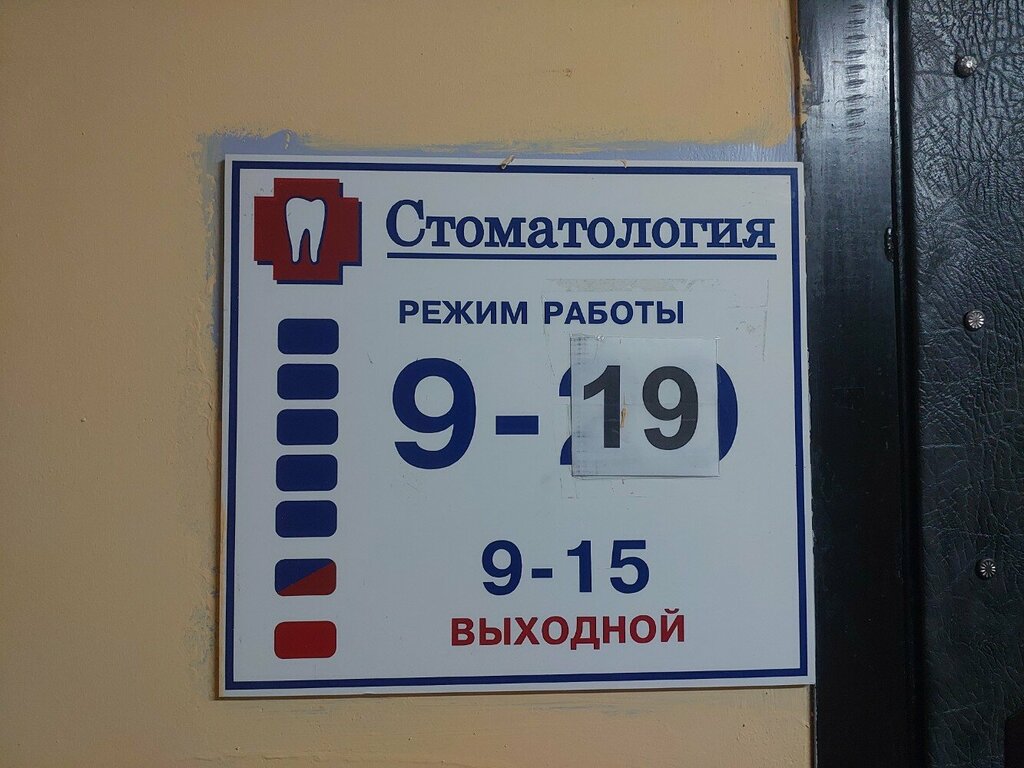 Стоматология
РЕЖИМ РАБОТЫ
9-19
9-15
ВЫХОДНОЙ